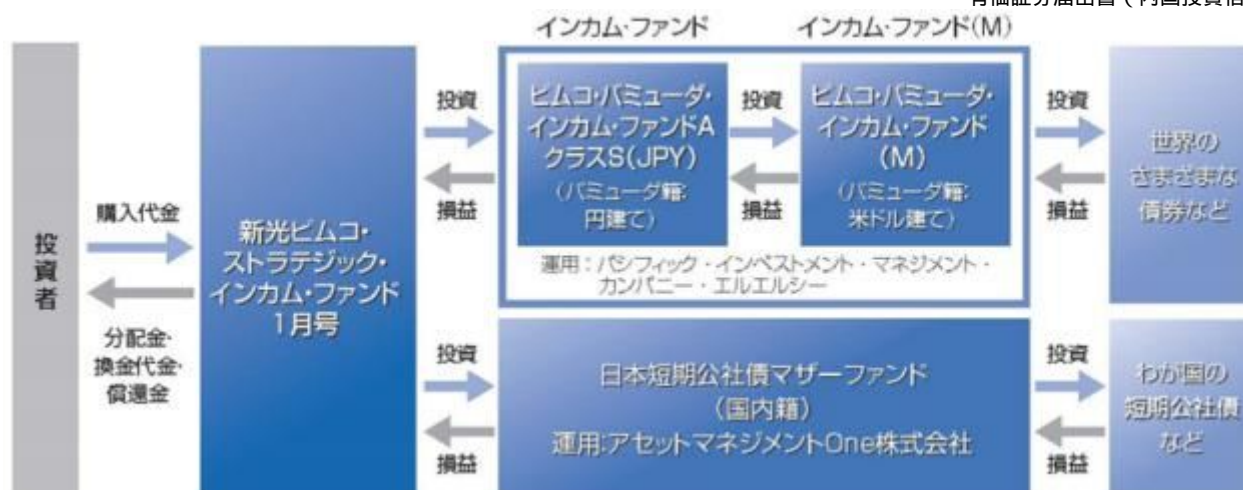 インカム・ファンド
インカム・ファンド(M)
投資者
購入代金
分配金・
換金代金・
償還金
新光ピムコ・
ストラテジック・
インカム・ファンド
1月号
投資
損益
ピムコ・バミューダ・
インカム・ファンドA
クラスS(JPY)
(バミューダ籍:
円建て)
投資
損益
ピムコ・バミューダ・
インカム・ファンド
(M)
(バミューダ籍:
米ドル建て)
運用:パシフィック・インベストメント・マネジメント・
カンパニー・エルエルシー
投資
損益
世界の
さまざまな
債券など
投資
損益
日本短期公社債マザーファンド
(国内籍)
運用:アセットマネジメントOne株式会社
投資
損益
わが国の
短期公社債
など